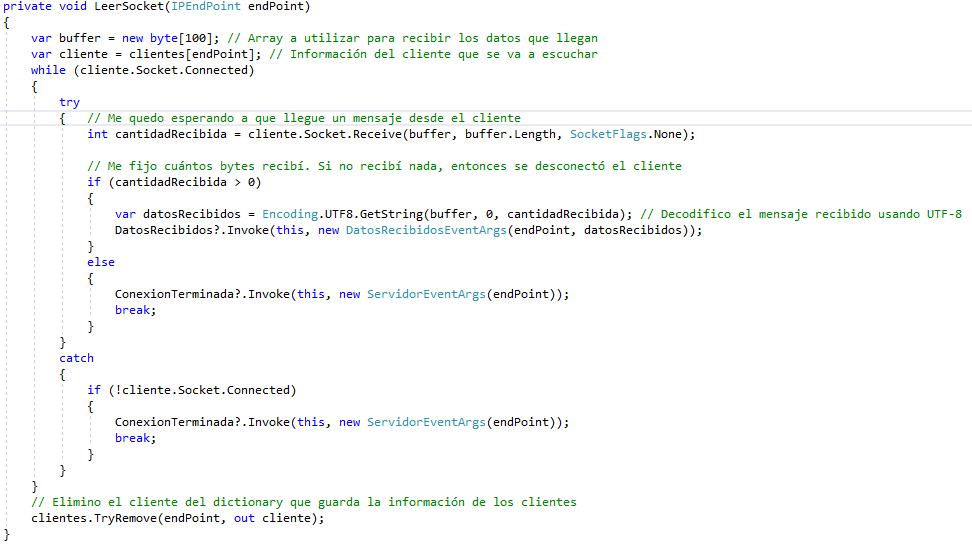 private void LeerSocket(IPEndPoint endPoint)
{
    var buffer = new byte[100]; // Array a utilizar para recibir los datos que llegan
    var cliente = clientes[endPoint]; // Información del cliente que se va a escuchar
    while (cliente.Socket.Connected)
    {
        try
        {   // Me quedo esperando a que llegue un mensaje desde el cliente
            int cantidadRecibida = cliente.Socket.Receive(buffer, buffer.Length, SocketFlags.None);

            // Me fijo cuántos bytes recibí. Si no recibí nada, entonces se desconectó el cliente
            if (cantidadRecibida > 0)
            {
                var datosRecibidos = Encoding.UTF8.GetString(buffer, 0, cantidadRecibida); // Decodifico el mensaje recibido usando UTF-8
                DatosRecibidos?.Invoke(this, new DatosRecibidosEventArgs(endPoint, datosRecibidos));
            }
            else
            {
                ConexionTerminada?.Invoke(this, new ServidorEventArgs(endPoint));
                break;
            }
        }
        catch
        {
            if (!cliente.Socket.Connected)
            {
                ConexionTerminada?.Invoke(this, new ServidorEventArgs(endPoint));
                break;
            }
        }
    }
    // Elimino el cliente del dictionary que guarda la información de los clientes
    clientes.TryRemove(endPoint, out cliente);
}